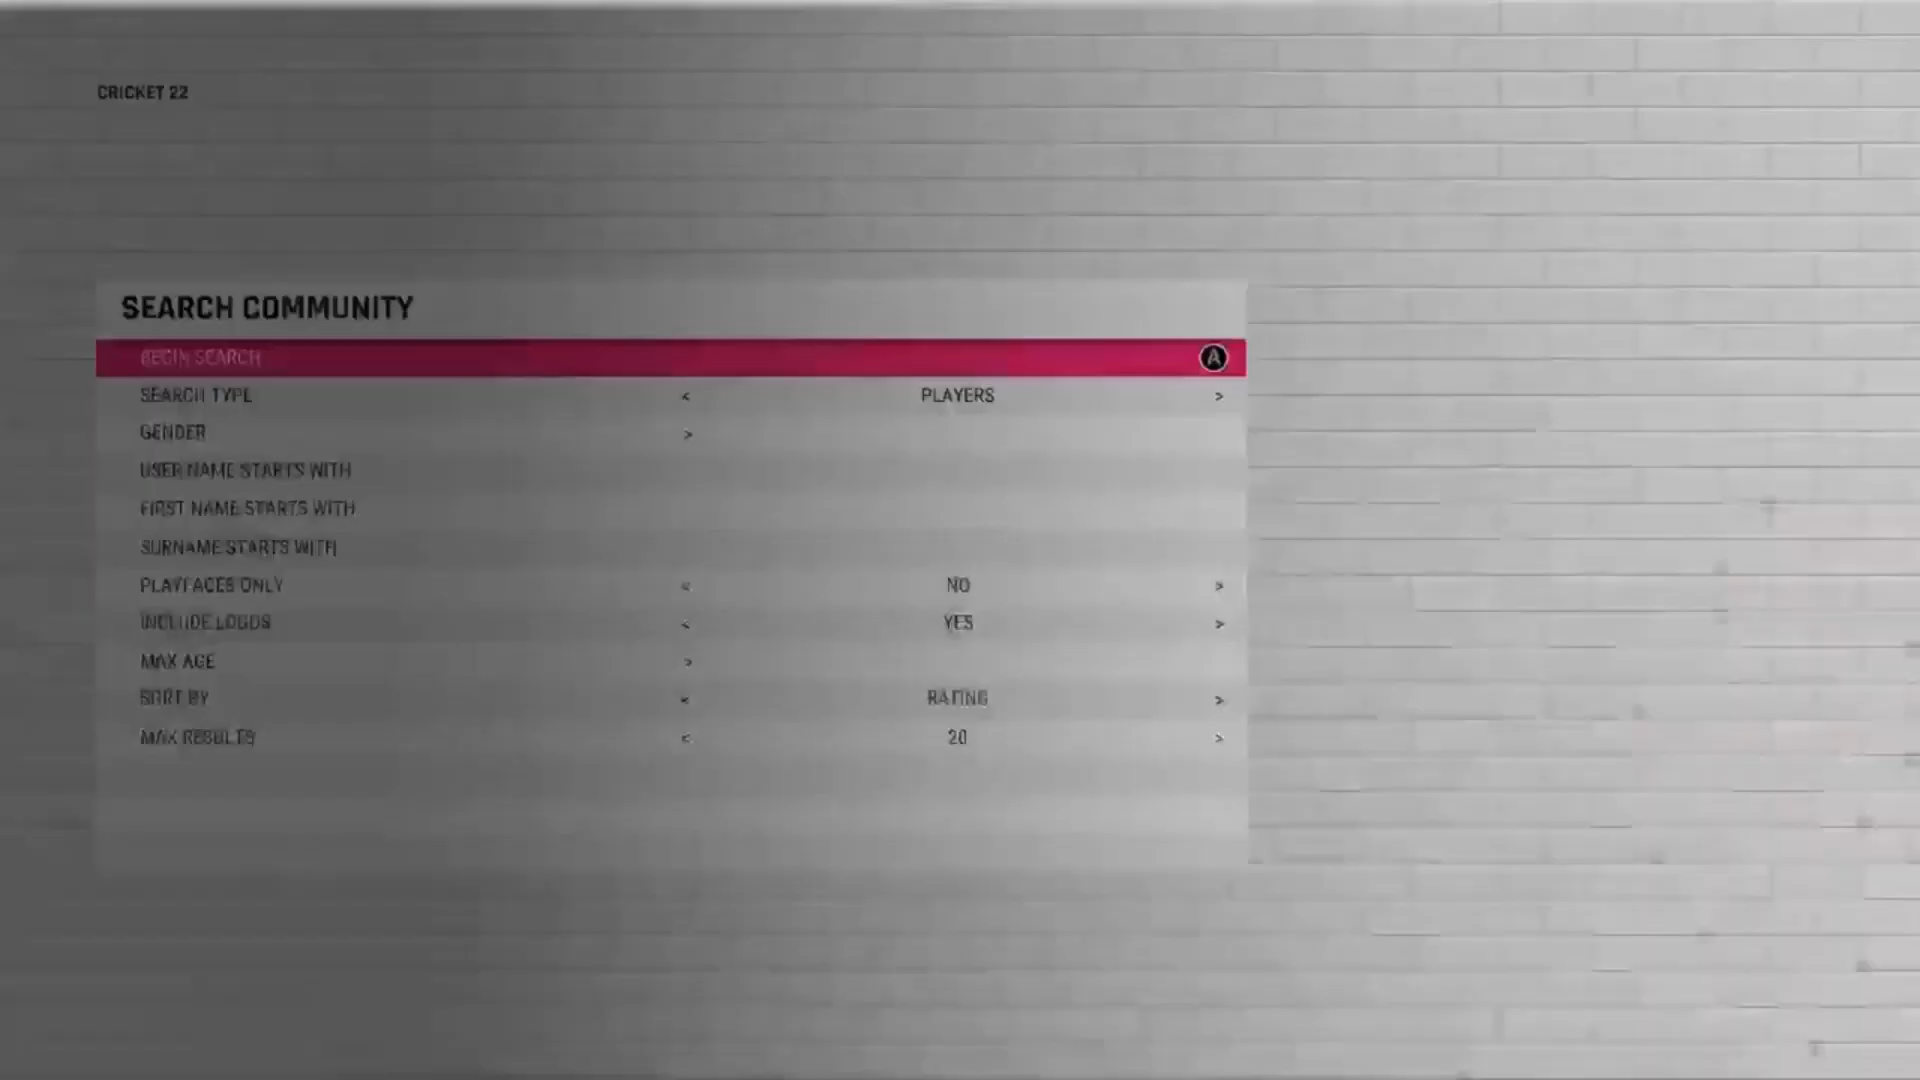 CRICKET 22
SEARCH COMMUNITY
BEGIN SEARCH A
SEARCH TYPE < PLAYERS >
GENDER >
USER NAME STARTS WITH
FIRST NAME STARTS WITH
SURNAME STARTS WITH
PLAYFACES ONLY < NO >
INCLUDE LOGOS < YES >
MAX AGE >
SORT BY < RATING >
MAX RESULTS < 20 >